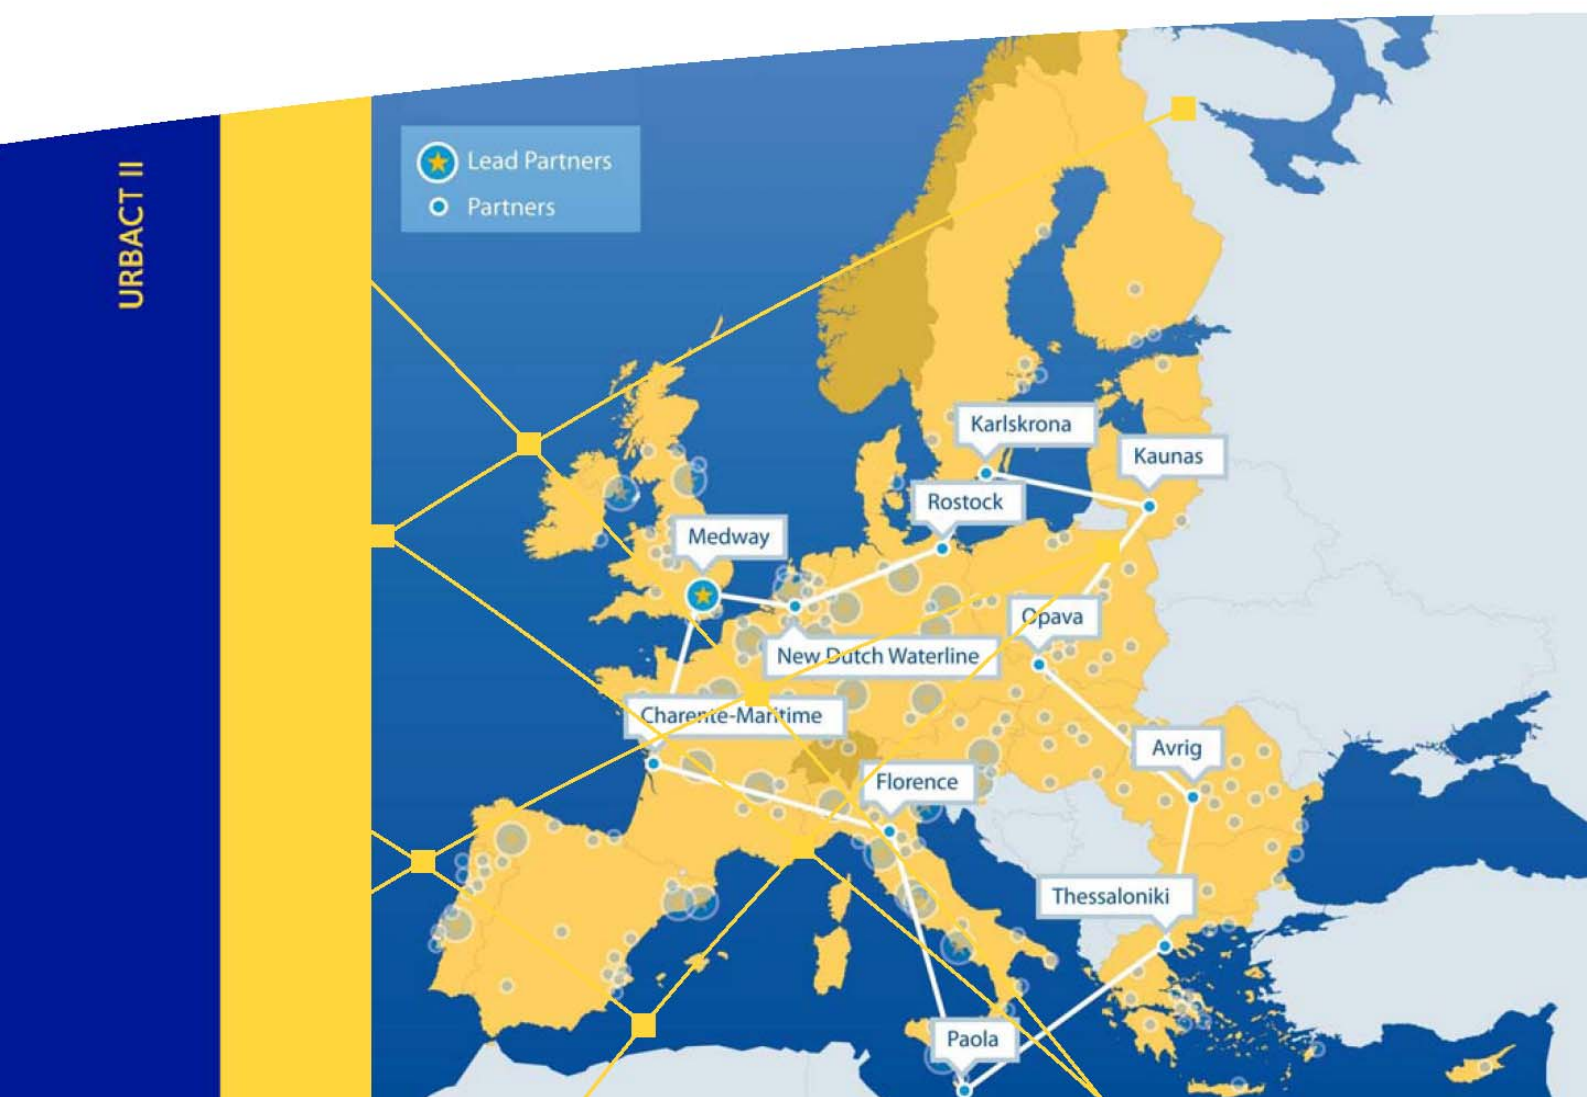 URBACT II
Lead Partners
Partners
Karlskrona
Kaunas
Rostock
Medway
Opava
New Dutch Waterline
Charente-Maritime
Avrig
Florence
Thessaloniki
Paola